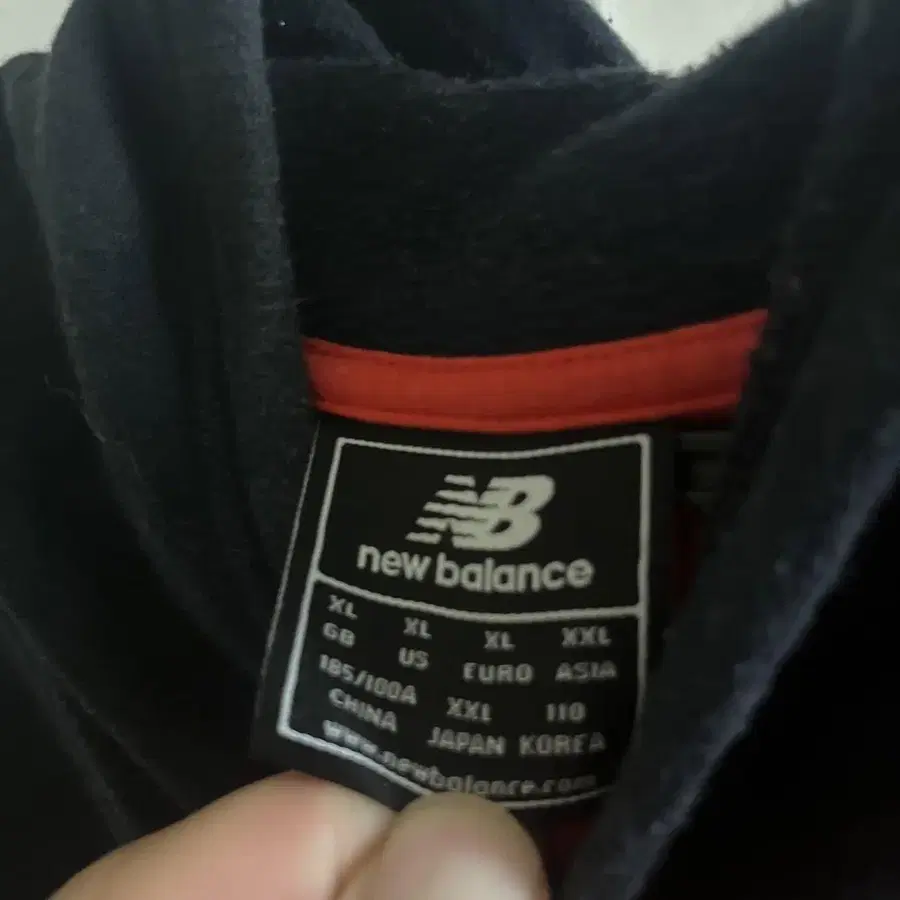 NB
new balance
XL XL XL XXL
GB US EURO ASIA
185/100A XXL 110
CHINA JAPAN KOREA
www.newbalance.com